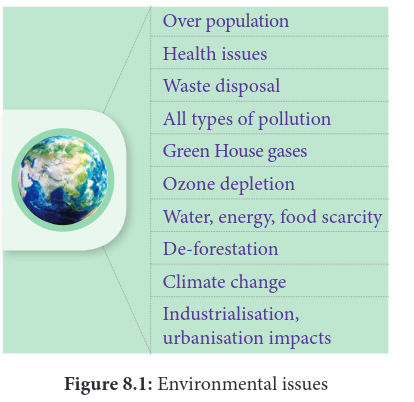 Over population
Health issues
Waste disposal
All types of pollution
Green House gases
Ozone depletion
Water, energy, food scarcity
De-forestation
Climate change
Industrialisation,
urbanisation impacts
Figure 8.1: Environmental issues